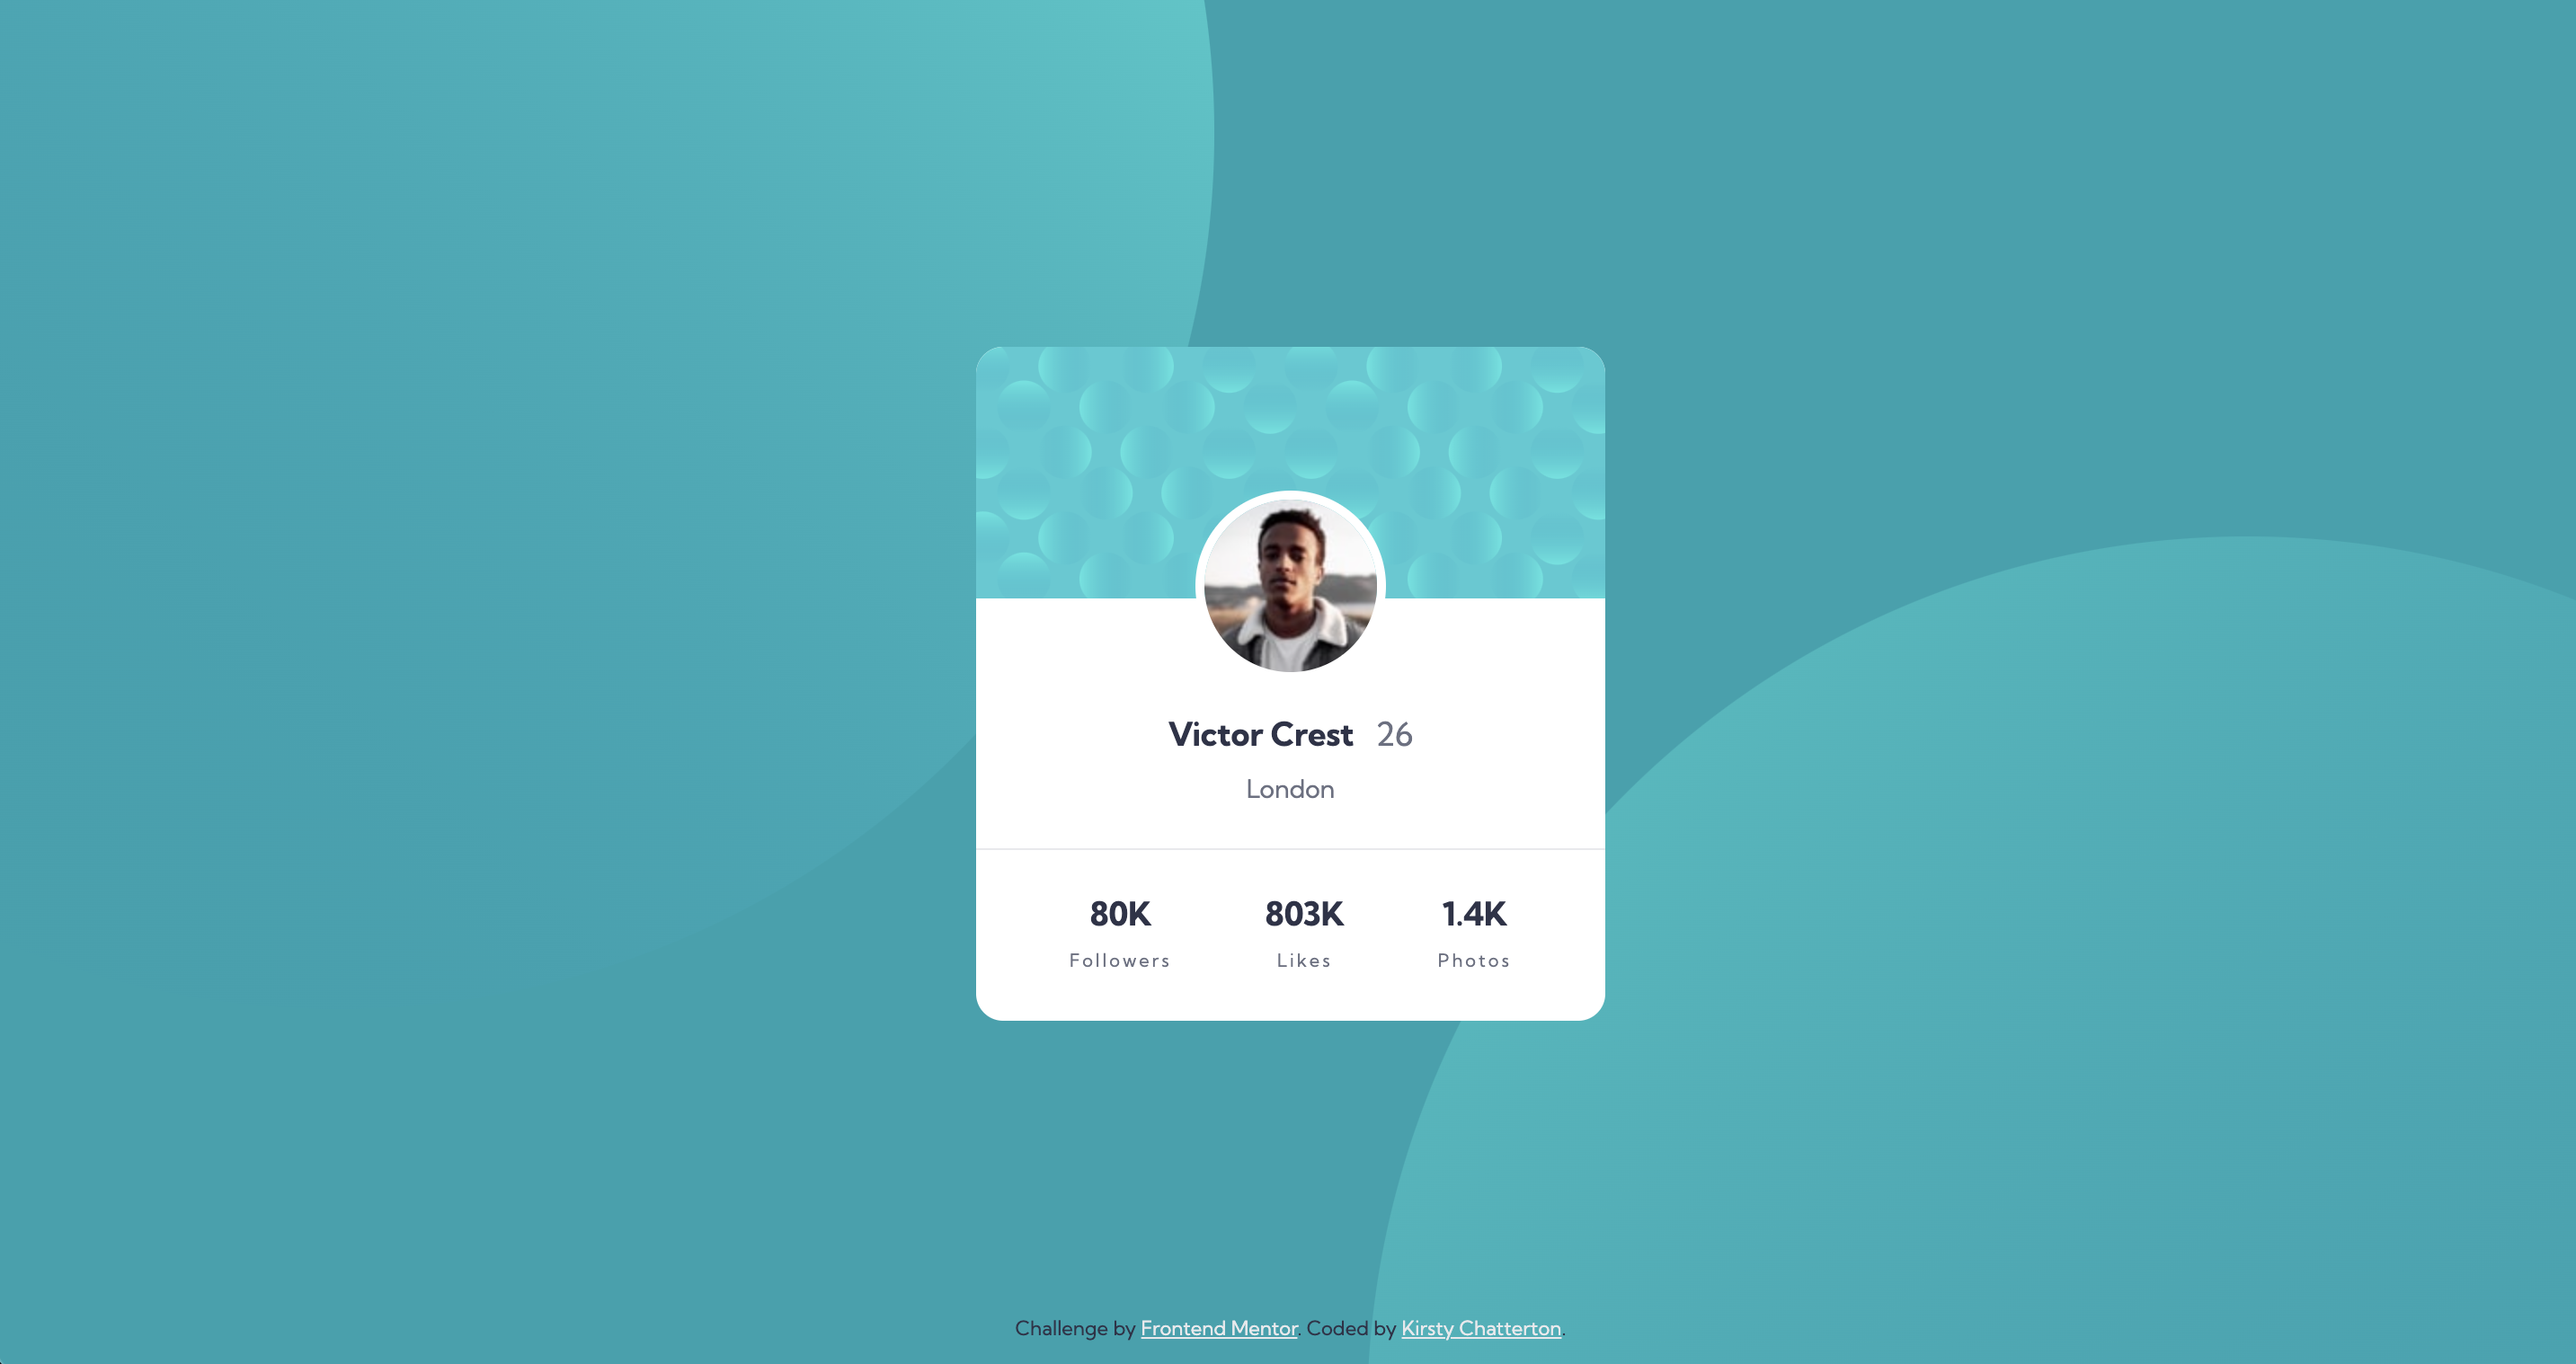 Victor Crest 26
London
80K 803K 1.4K
Followers Likes Photos
Challenge by Frontend Mentor. Coded by Kirsty Chatterton.